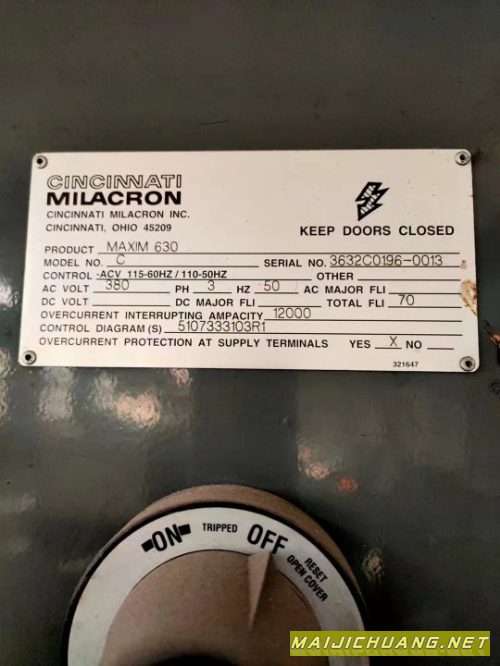 CINCINNATI
MILACRON
CINCINNATI MILACRON INC.
CINCINNATI, OHIO 45209
KEEP DOORS CLOSED
PRODUCT MAXIM 630
MODEL NO. C SERIAL NO. 3632C0196-0013
CONTROL -ACV 115-60HZ/110-50HZ OTHER
AC VOLT 380 PH 3 HZ 50 AC MAJOR FLI
DC VOLT DC MAJOR FLI TOTAL FLI 70
OVERCURRENT INTERRUPTING AMPACITY 12000
CONTROL DIAGRAM (S) 5107333103R1
OVERCURRENT PROTECTION AT SUPPLY TERMINALS YES X NO
321647
ON TRIPPED OFF RESET
OPEN COVER
MAIJICHUANG.NET